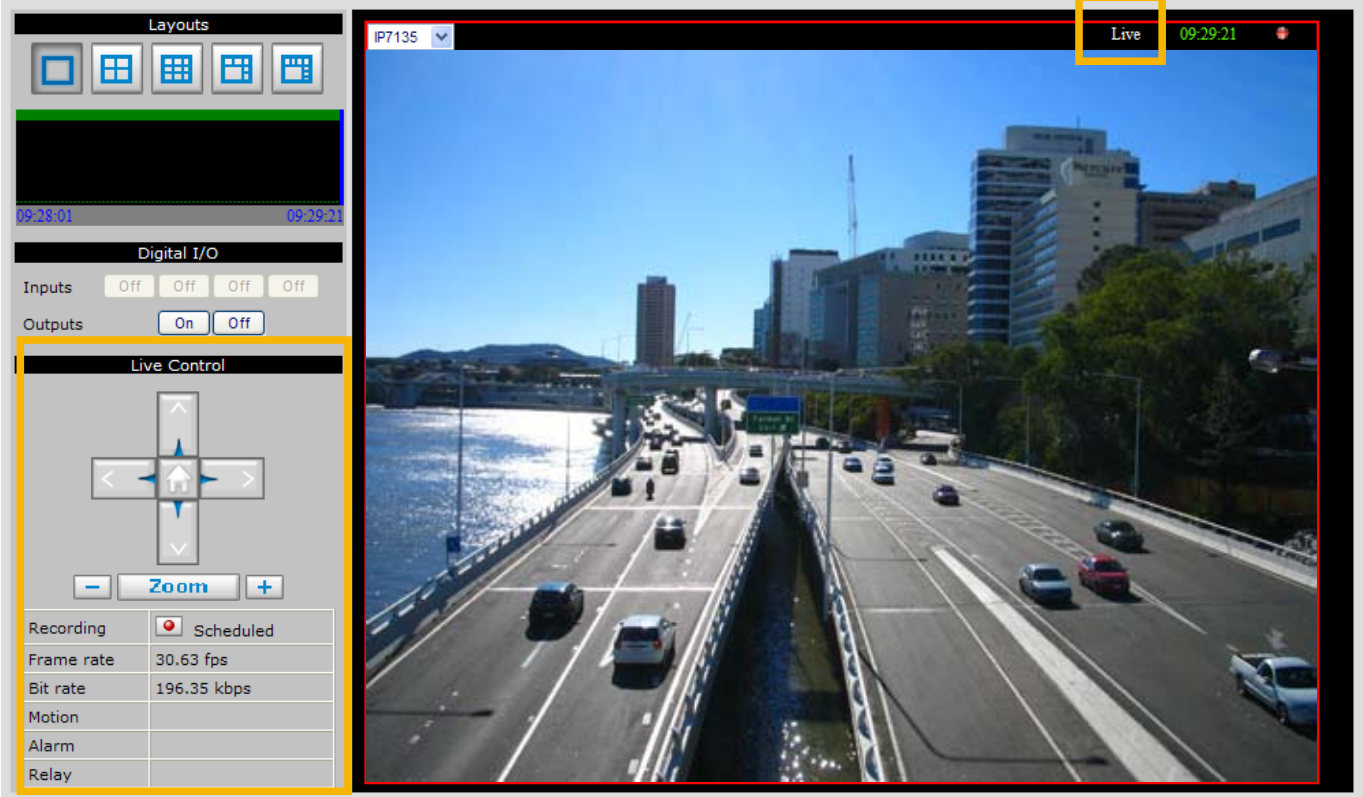 Layouts
09:28:01 09:29:21
Digital I/O
Inputs Off Off Off Off
Outputs On Off
Live Control
Zoom
Recording Scheduled
Frame rate 30.63 fps
Bit rate 196.35 kbps
Motion
Alarm
Relay
IP7135 Live 09:29:21